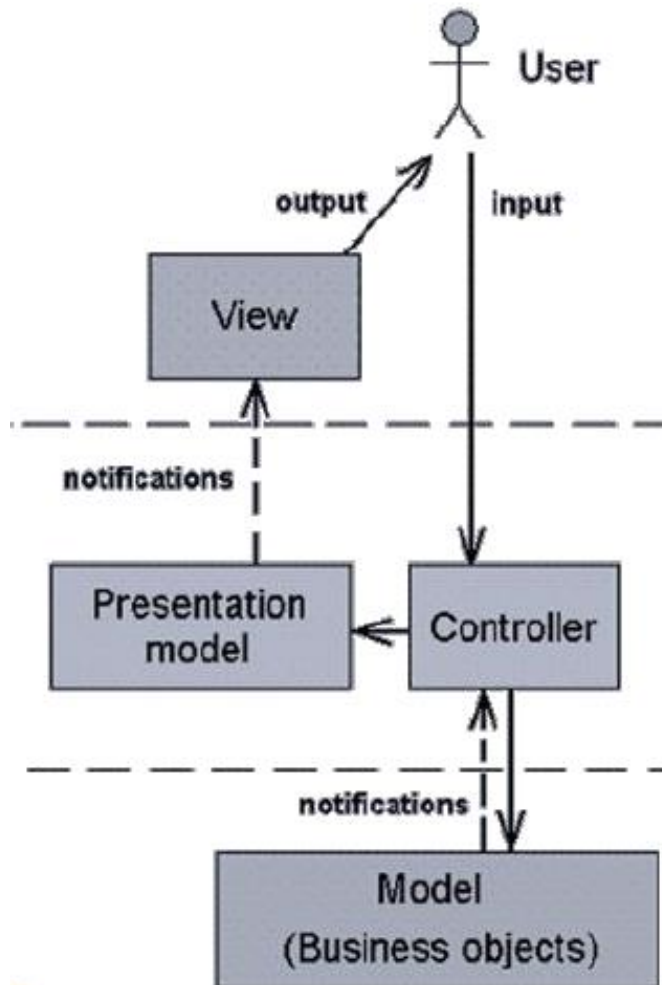 User
output
input
View
notifications
Presentation
model
Controller
notifications
Model
(Business objects)